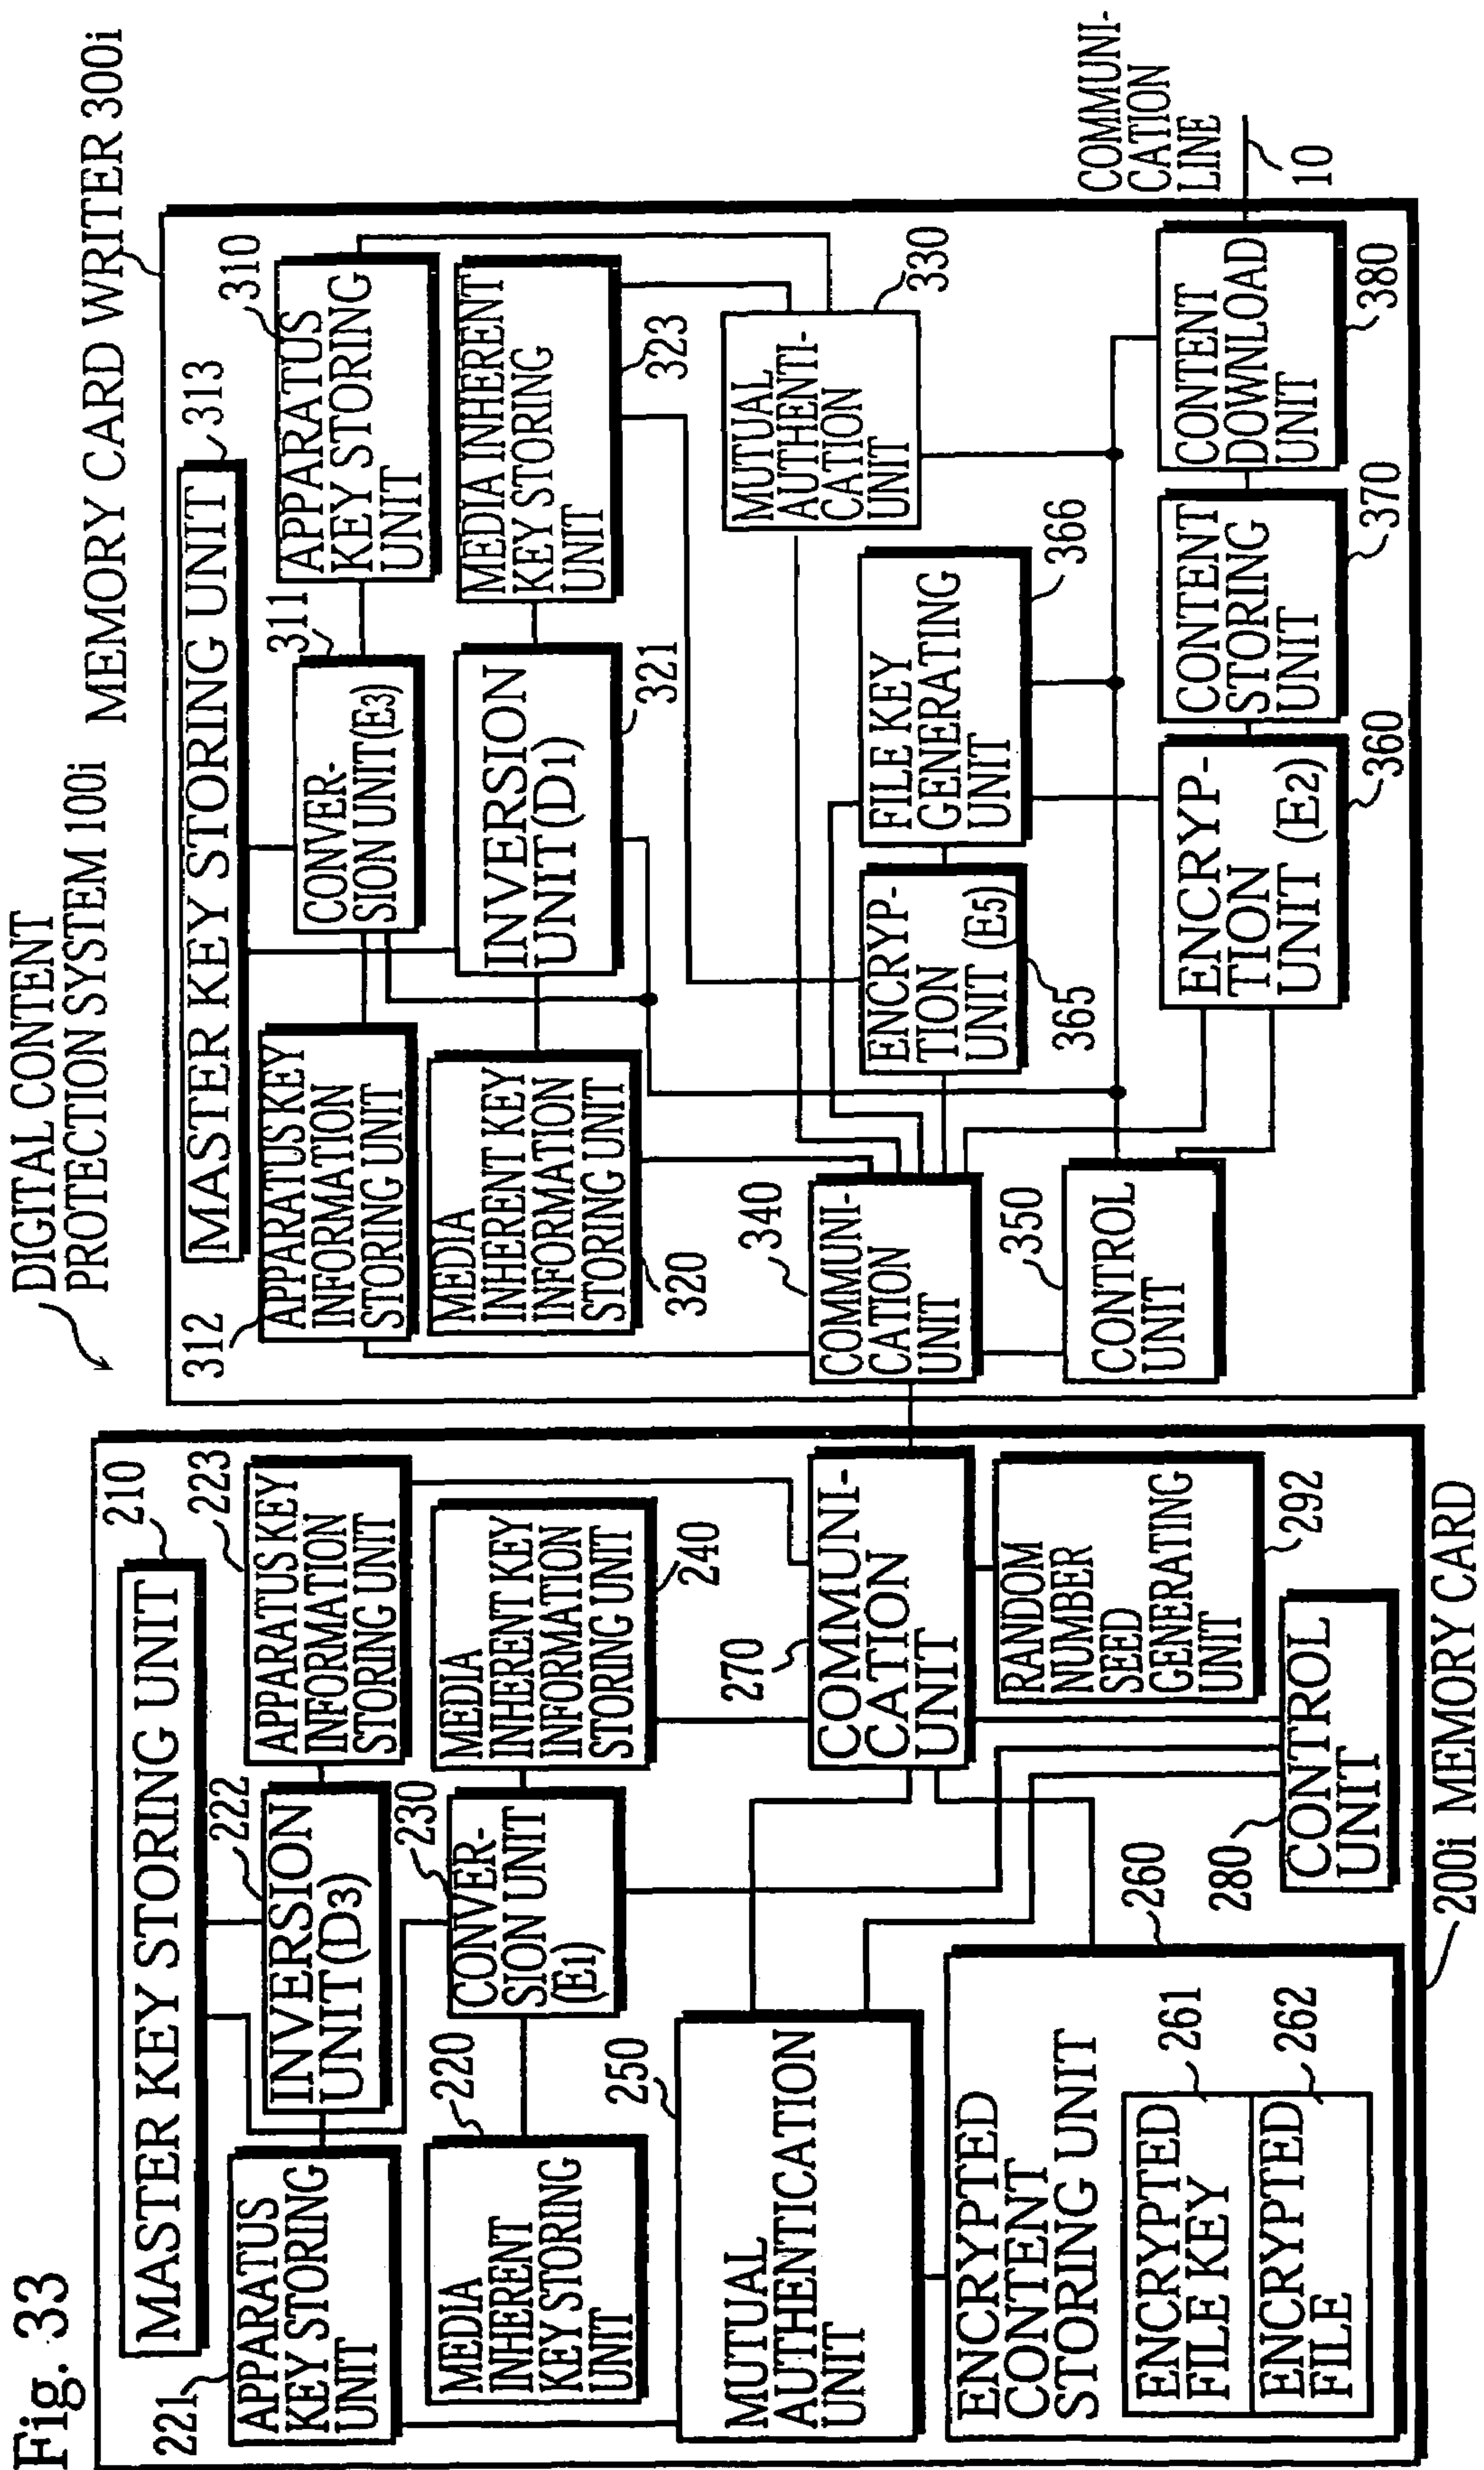 Fig. 33
DIGITAL CONTENT
PROTECTION SYSTEM 100i
MEMORY CARD WRITER 300i
210
MASTER KEY STORING UNIT
221
APPARATUS
KEY STORING
UNIT
222
INVERSION
UNIT(D3)
223
APPARATUS KEY
INFORMATION
STORING UNIT
220
MEDIA
INHERENT
KEY STORING
UNIT
230
CONVER-
SION UNIT
(E1)
MEDIA
INHERENT KEY
INFORMATION
STORING UNIT
240
250
MUTUAL
AUTHENTICATION
UNIT
270
COMMUNI-
CATION
UNIT
RANDOM
NUMBER
SEED
GENERATING
UNIT
292
260
ENCRYPTED
CONTENT
STORING UNIT
ENCRYPTED
FILE KEY
261
ENCRYPTED
FILE
262
280
CONTROL
UNIT
200i MEMORY CARD
MASTER KEY STORING UNIT
313
312
APPARATUS KEY
INFORMATION
STORING UNIT
311
CONVER-
SION UNIT(E3)
310
APPARATUS
KEY STORING
UNIT
MEDIA
INHERENT KEY
INFORMATION
STORING UNIT
320
INVERSION
UNIT(D1)
321
MEDIA INHERENT
KEY STORING
UNIT
323
MUTUAL
AUTHENTI-
CATION
UNIT
330
340
COMMUNI-
CATION
UNIT
ENCRYP-
TION
UNIT (E5)
365
FILE KEY
GENERATING
UNIT
366
350
CONTROL
UNIT
ENCRYP-
TION
UNIT (E2)
360
CONTENT
STORING
UNIT
370
CONTENT
DOWNLOAD
UNIT
380
COMMUNI-
CATION
LINE
10